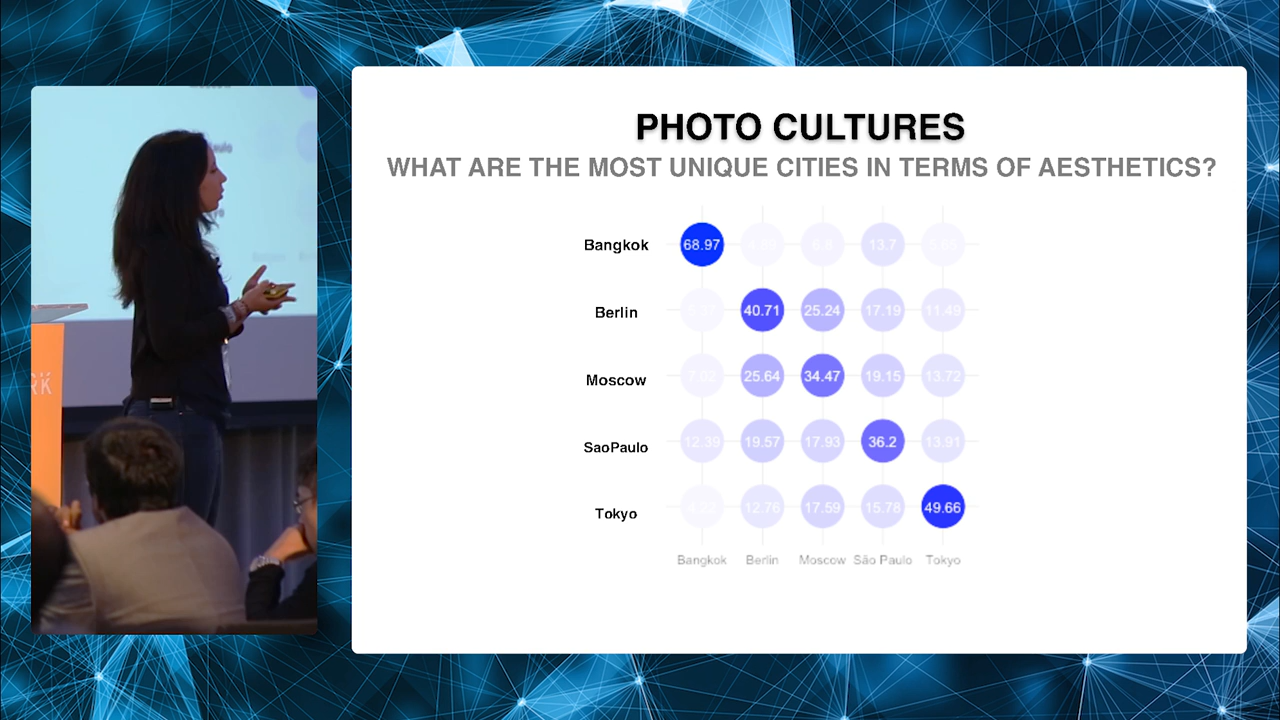 PHOTO CULTURES
WHAT ARE THE MOST UNIQUE CITIES IN TERMS OF AESTHETICS?
Bangkok 68.97 13.7
Berlin 40.71 25.24 17.19 11.49
Moscow 7.02 25.64 34.47 19.15 13.72
SaoPaulo 12.39 19.57 17.93 36.2 13.91
Tokyo 12.76 17.59 15.78 49.66
Bangkok Berlin Moscow São Paulo Tokyo